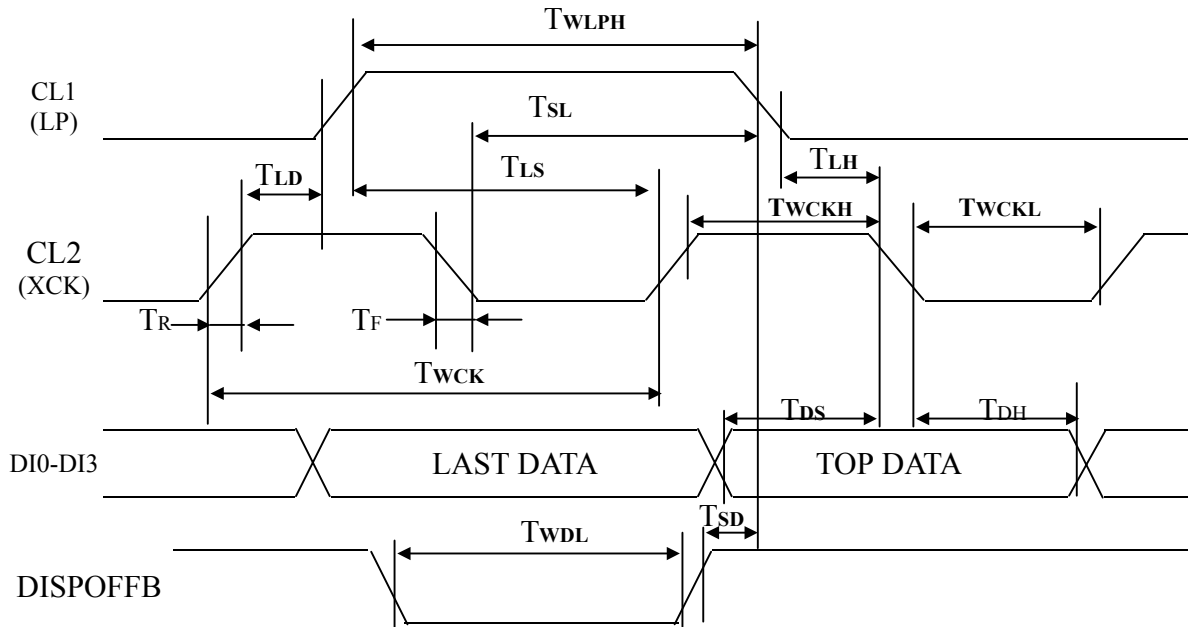 TWLPH
CL1
(LP)
TSL
TLD
TLS
TLH
TWCKH
TWCKL
CL2
(XCK)
TR
TF
TWCK
TDS
TDH
DI0-DI3
LAST DATA
TOP DATA
TWDL
TSD
DISPOFFB